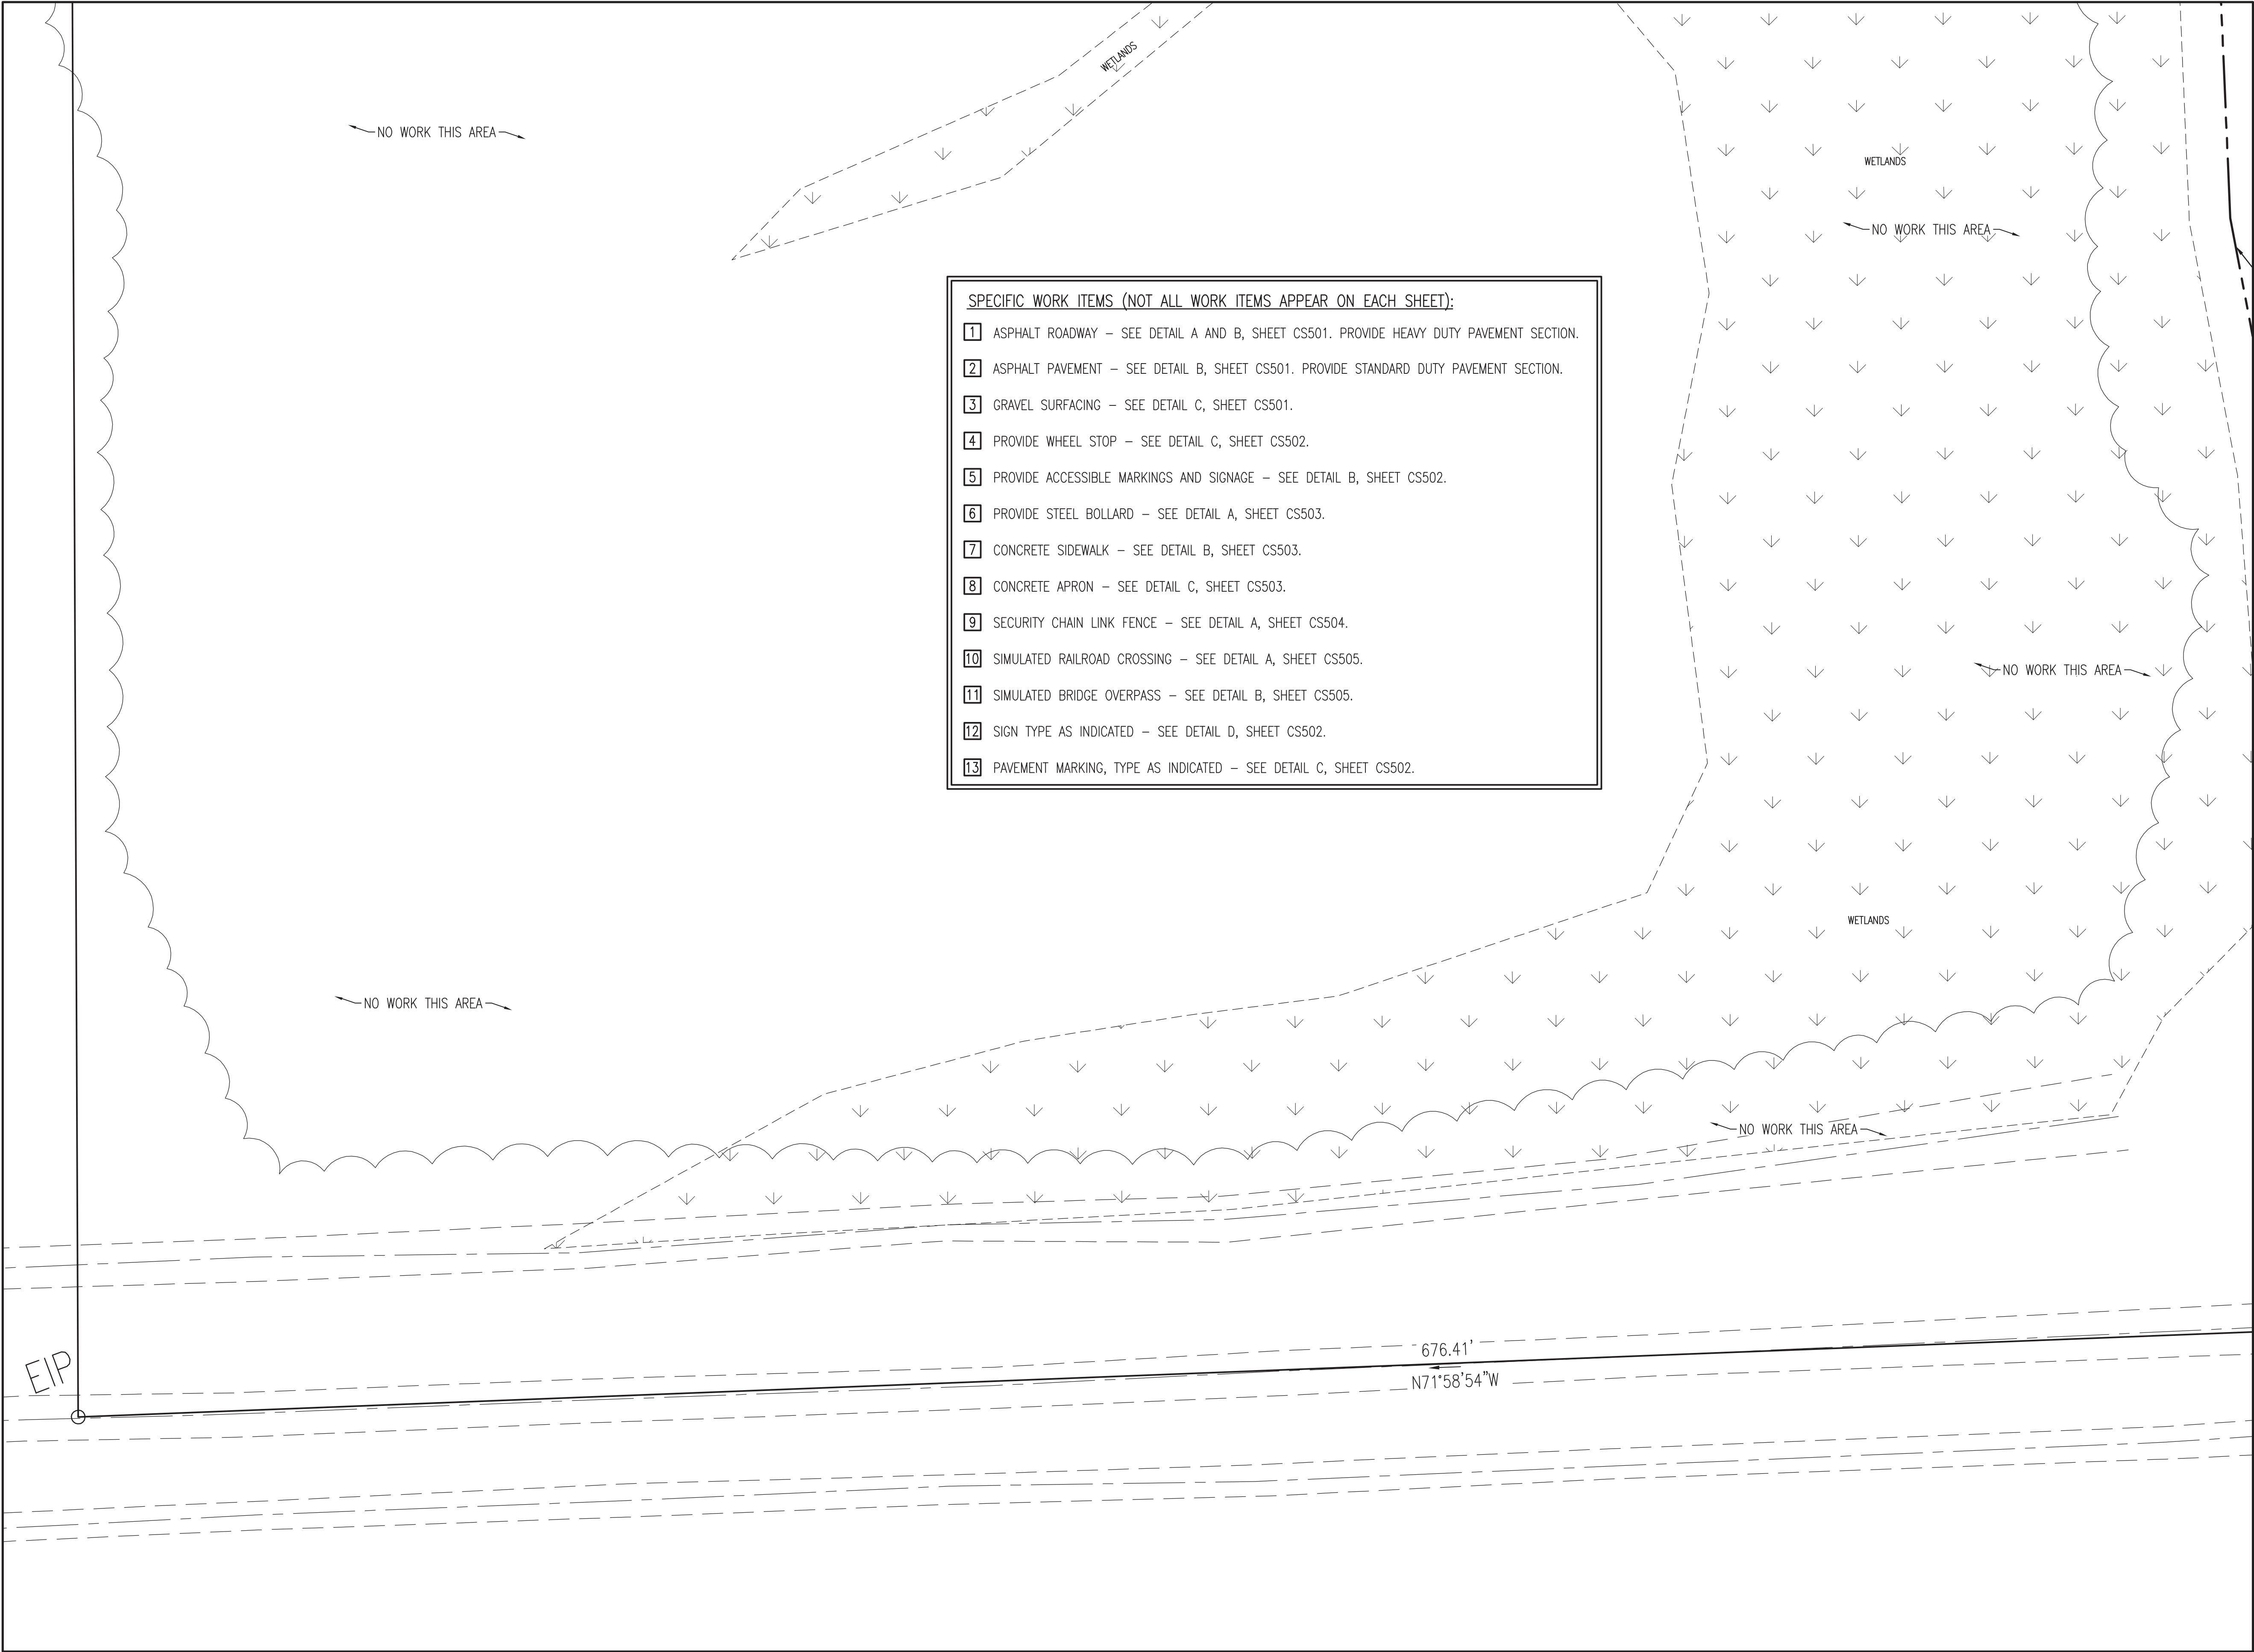 WETLANDS
NO WORK THIS AREA
WETLANDS
NO WORK THIS AREA
SPECIFIC WORK ITEMS (NOT ALL WORK ITEMS APPEAR ON EACH SHEET):
1 ASPHALT ROADWAY – SEE DETAIL A AND B, SHEET CS501. PROVIDE HEAVY DUTY PAVEMENT SECTION.
2 ASPHALT PAVEMENT – SEE DETAIL B, SHEET CS501. PROVIDE STANDARD DUTY PAVEMENT SECTION.
3 GRAVEL SURFACING – SEE DETAIL C, SHEET CS501.
4 PROVIDE WHEEL STOP – SEE DETAIL C, SHEET CS502.
5 PROVIDE ACCESSIBLE MARKINGS AND SIGNAGE – SEE DETAIL B, SHEET CS502.
6 PROVIDE STEEL BOLLARD – SEE DETAIL A, SHEET CS503.
7 CONCRETE SIDEWALK – SEE DETAIL B, SHEET CS503.
8 CONCRETE APRON – SEE DETAIL C, SHEET CS503.
9 SECURITY CHAIN LINK FENCE – SEE DETAIL A, SHEET CS504.
10 SIMULATED RAILROAD CROSSING – SEE DETAIL A, SHEET CS505.
11 SIMULATED BRIDGE OVERPASS – SEE DETAIL B, SHEET CS505.
12 SIGN TYPE AS INDICATED – SEE DETAIL D, SHEET CS502.
13 PAVEMENT MARKING, TYPE AS INDICATED – SEE DETAIL C, SHEET CS502.
NO WORK THIS AREA
WETLANDS
NO WORK THIS AREA
NO WORK THIS AREA
676.41'
EIP
N71°58'54"W